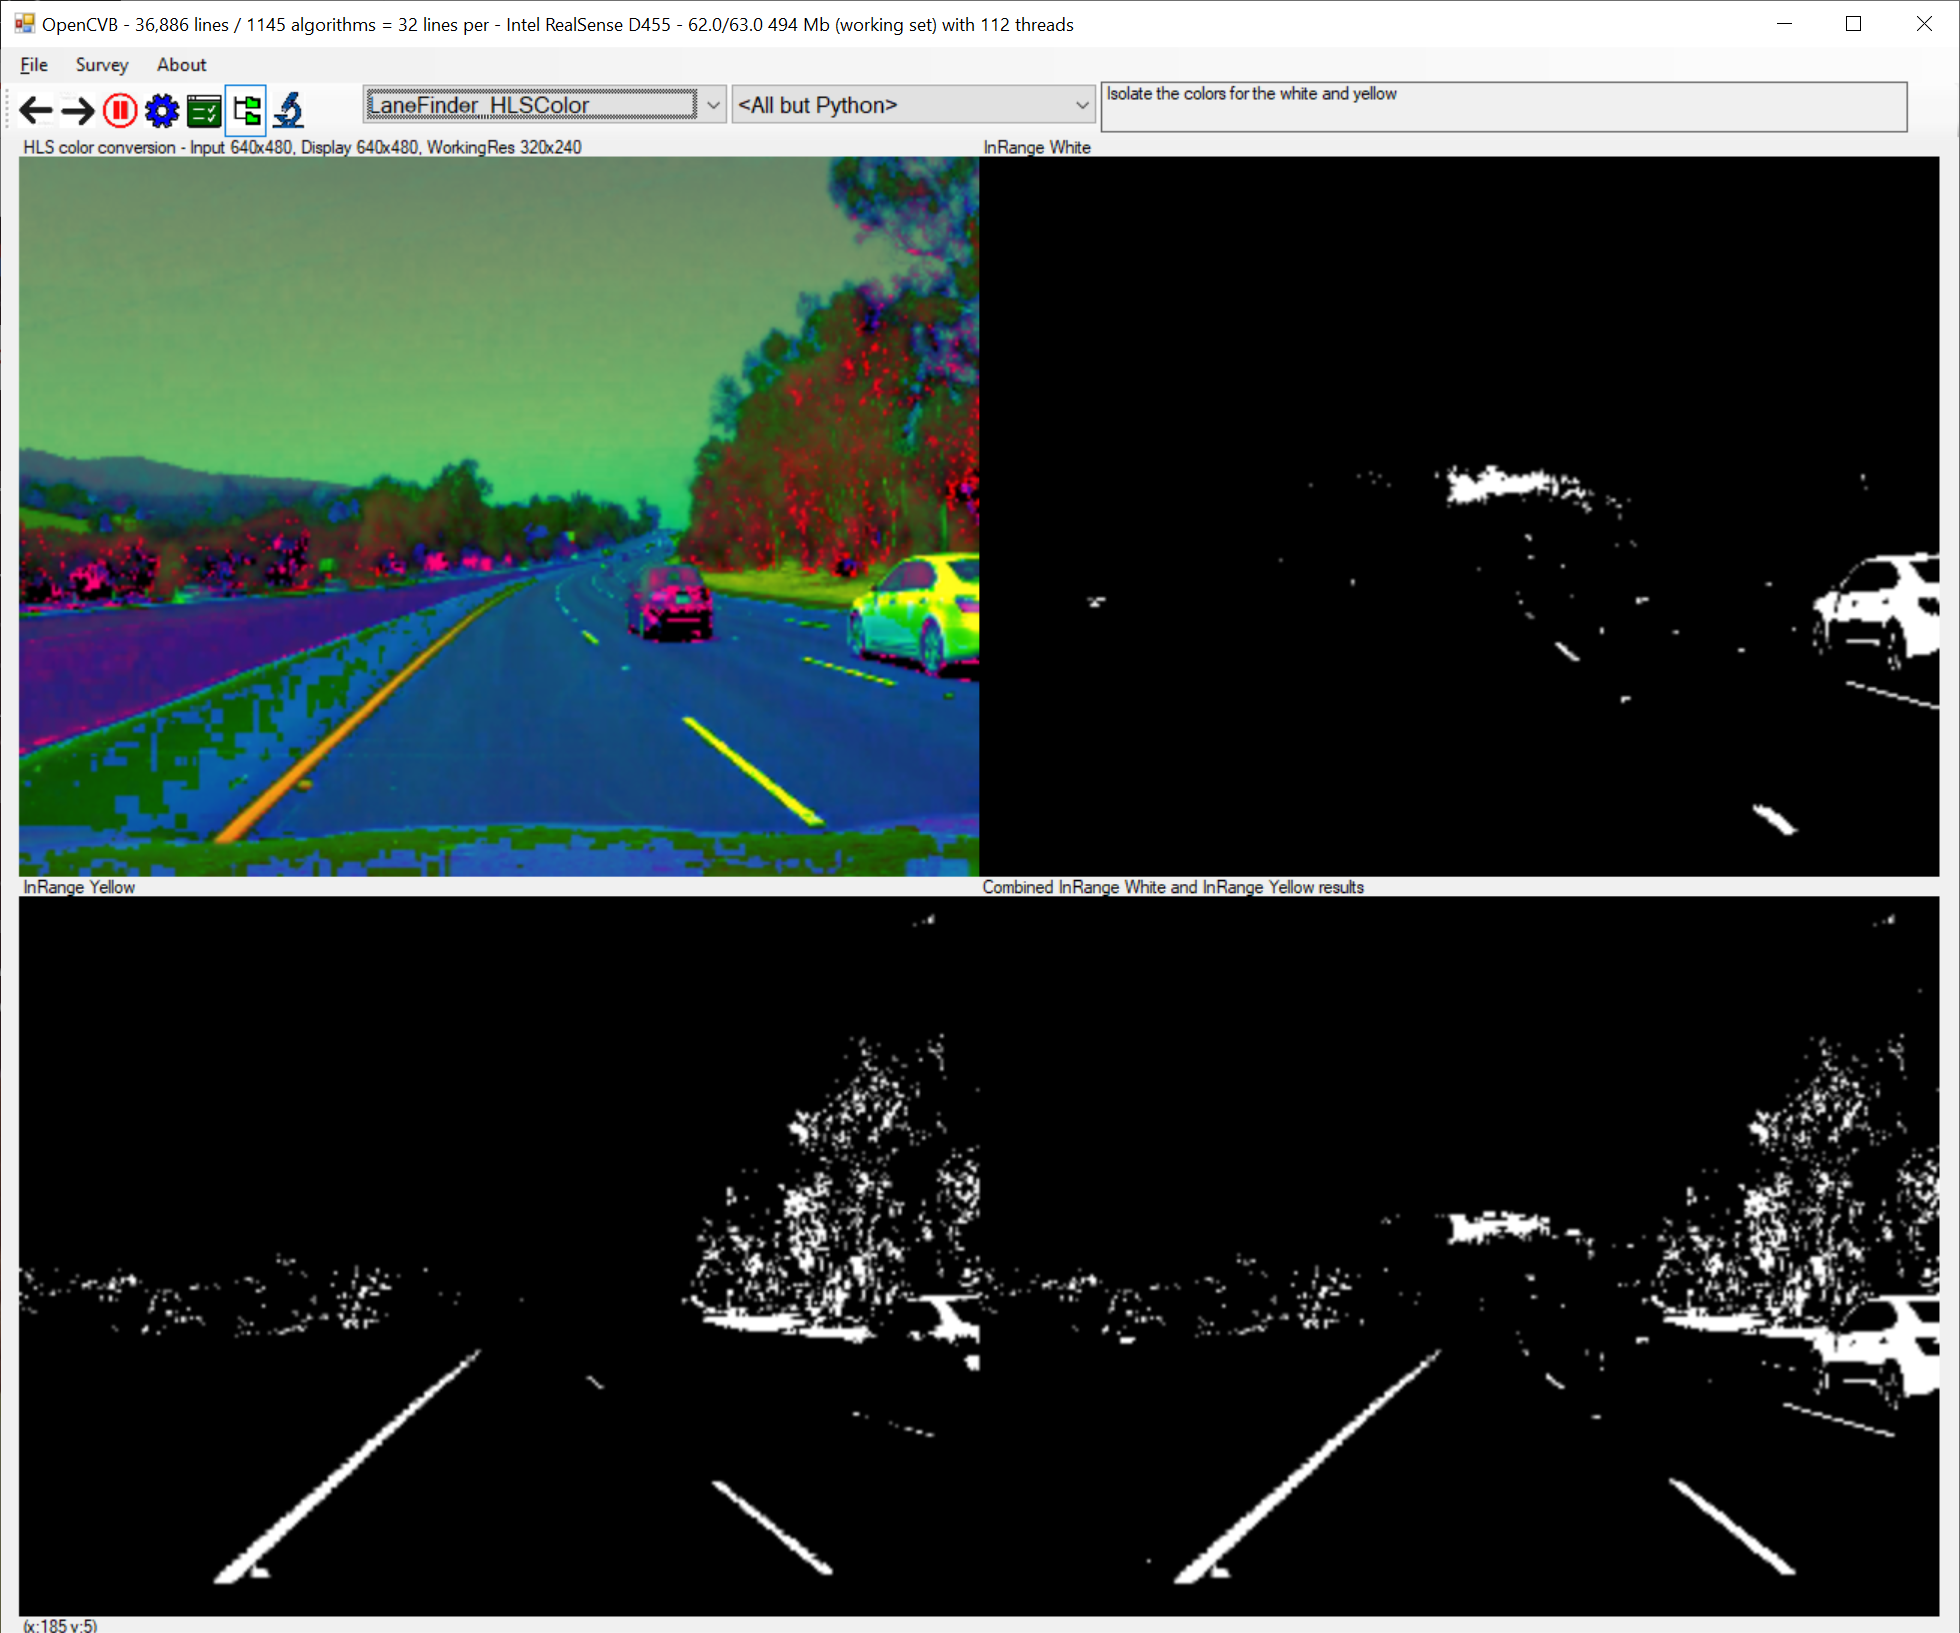 OpenCVB - 36,886 lines / 1145 algorithms = 32 lines per - Intel RealSense D455 - 62.0/63.0 494 Mb (working set) with 112 threads
File Survey About
LaneFinder_HLSColor
<All but Python>
Isolate the colors for the white and yellow
HLS color conversion - Input 640x480, Display 640x480, WorkingRes 320x240
InRange White
InRange Yellow
Combined InRange White and InRange Yellow results
(x:185 y:5)